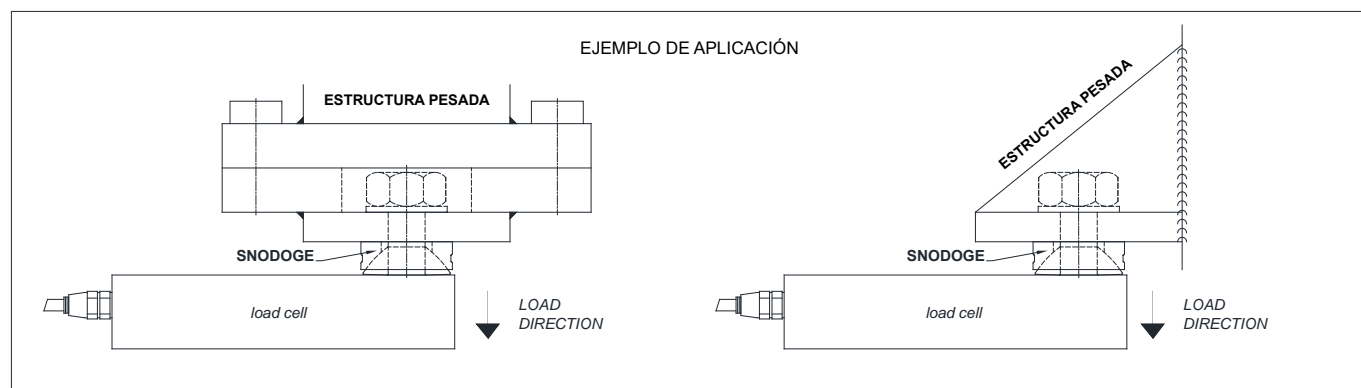 EJEMPLO DE APLICACIÓN
ESTRUCTURA PESADA
SNODOGE
load cell
LOAD
DIRECTION
ESTRUCTURA PESADA
SNODOGE
load cell
LOAD
DIRECTION